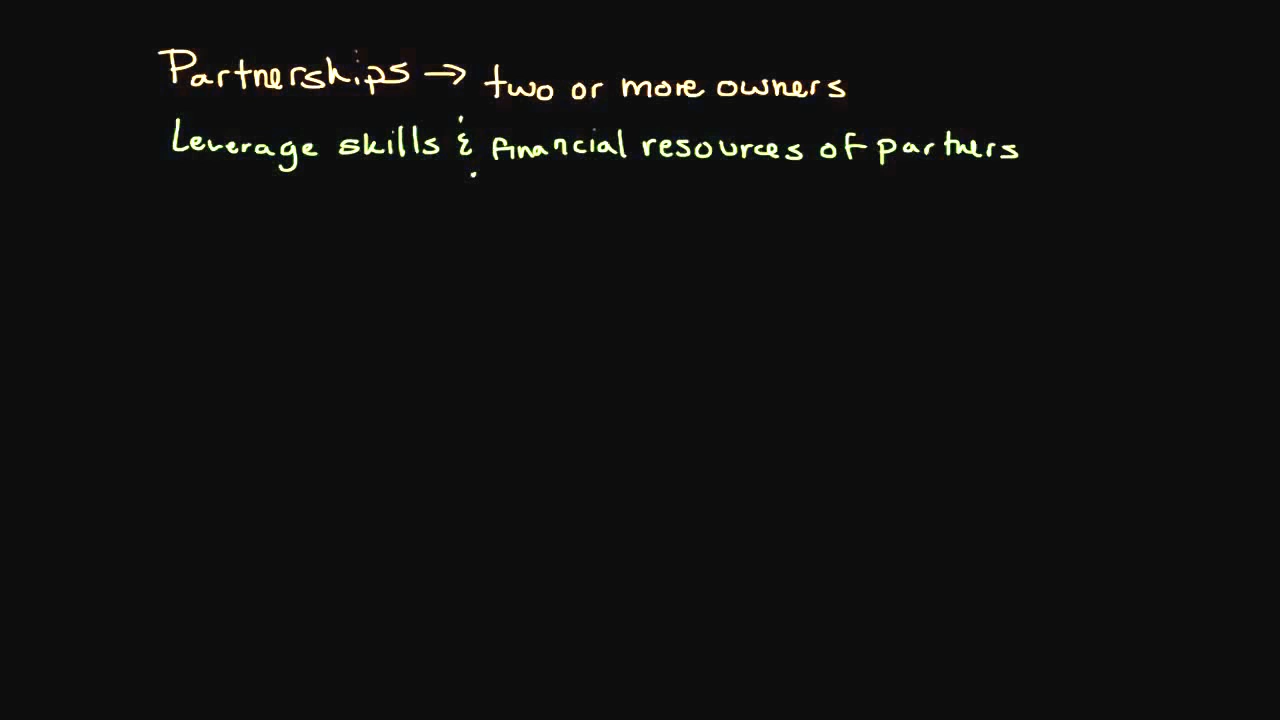 Partnerships → two or more owners
Leverage skills & financial resources of partners